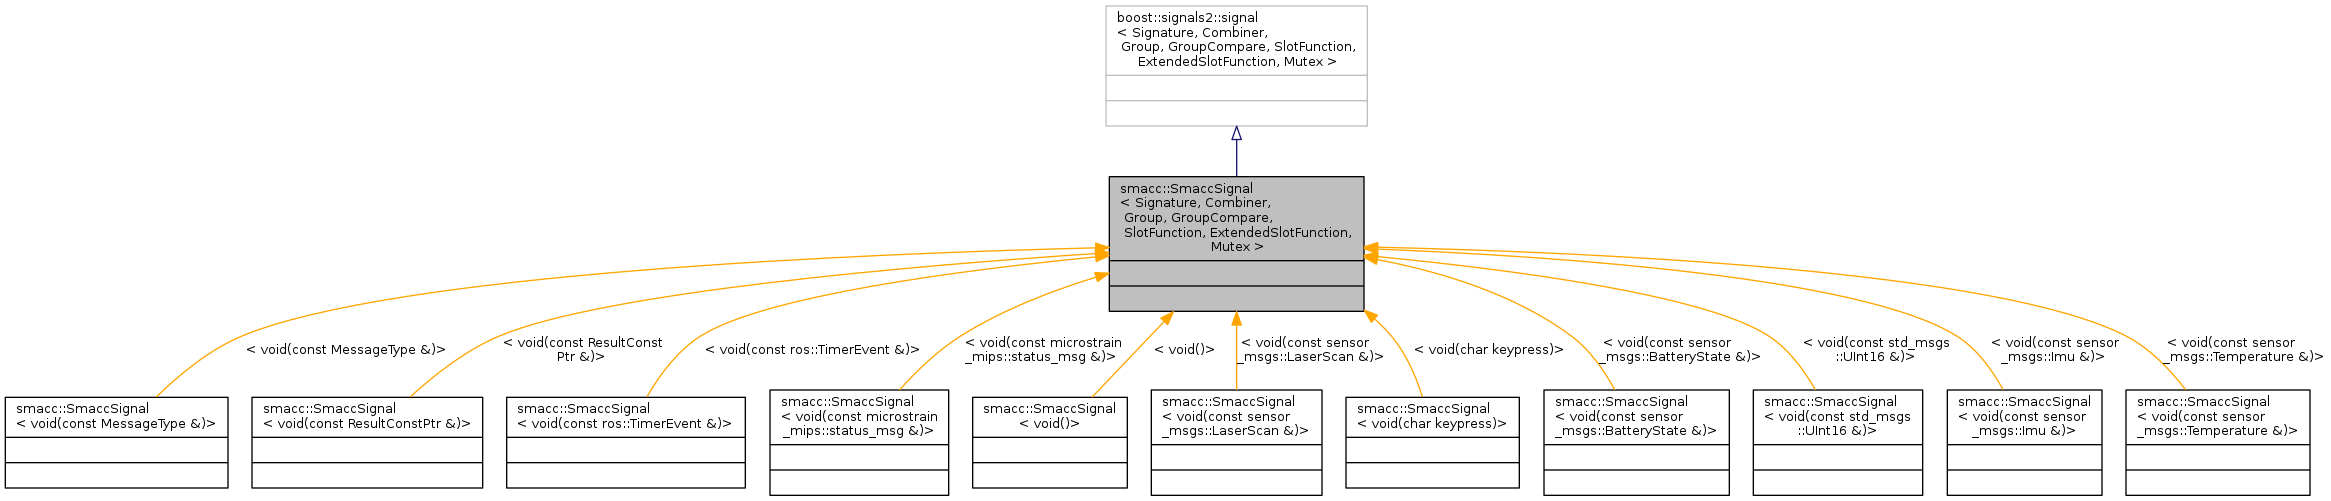 boost::signals2::signal
< Signature, Combiner,
Group, GroupCompare, SlotFunction,
ExtendedSlotFunction, Mutex >
smacc::SmaccSignal
< Signature, Combiner,
Group, GroupCompare,
SlotFunction, ExtendedSlotFunction,
Mutex >
< void(const MessageType &)>
< void(const ResultConst
Ptr &)>
< void(const ros::TimerEvent &)>
< void(const microstrain
_mips::status_msg &)>
< void()>
< void(const sensor
_msgs::LaserScan &)>
< void(char keypress)>
< void(const sensor
_msgs::BatteryState &)>
< void(const std_msgs
::UInt16 &)>
< void(const sensor
_msgs::Imu &)>
< void(const sensor
_msgs::Temperature &)>
smacc::SmaccSignal
< void(const MessageType &)>
smacc::SmaccSignal
< void(const ResultConstPtr &)>
smacc::SmaccSignal
< void(const ros::TimerEvent &)>
smacc::SmaccSignal
< void(const microstrain
_mips::status_msg &)>
smacc::SmaccSignal
< void()>
smacc::SmaccSignal
< void(const sensor
_msgs::LaserScan &)>
smacc::SmaccSignal
< void(char keypress)>
smacc::SmaccSignal
< void(const sensor
_msgs::BatteryState &)>
smacc::SmaccSignal
< void(const std_msgs
::UInt16 &)>
smacc::SmaccSignal
< void(const sensor
_msgs::Imu &)>
smacc::SmaccSignal
< void(const sensor
_msgs::Temperature &)>